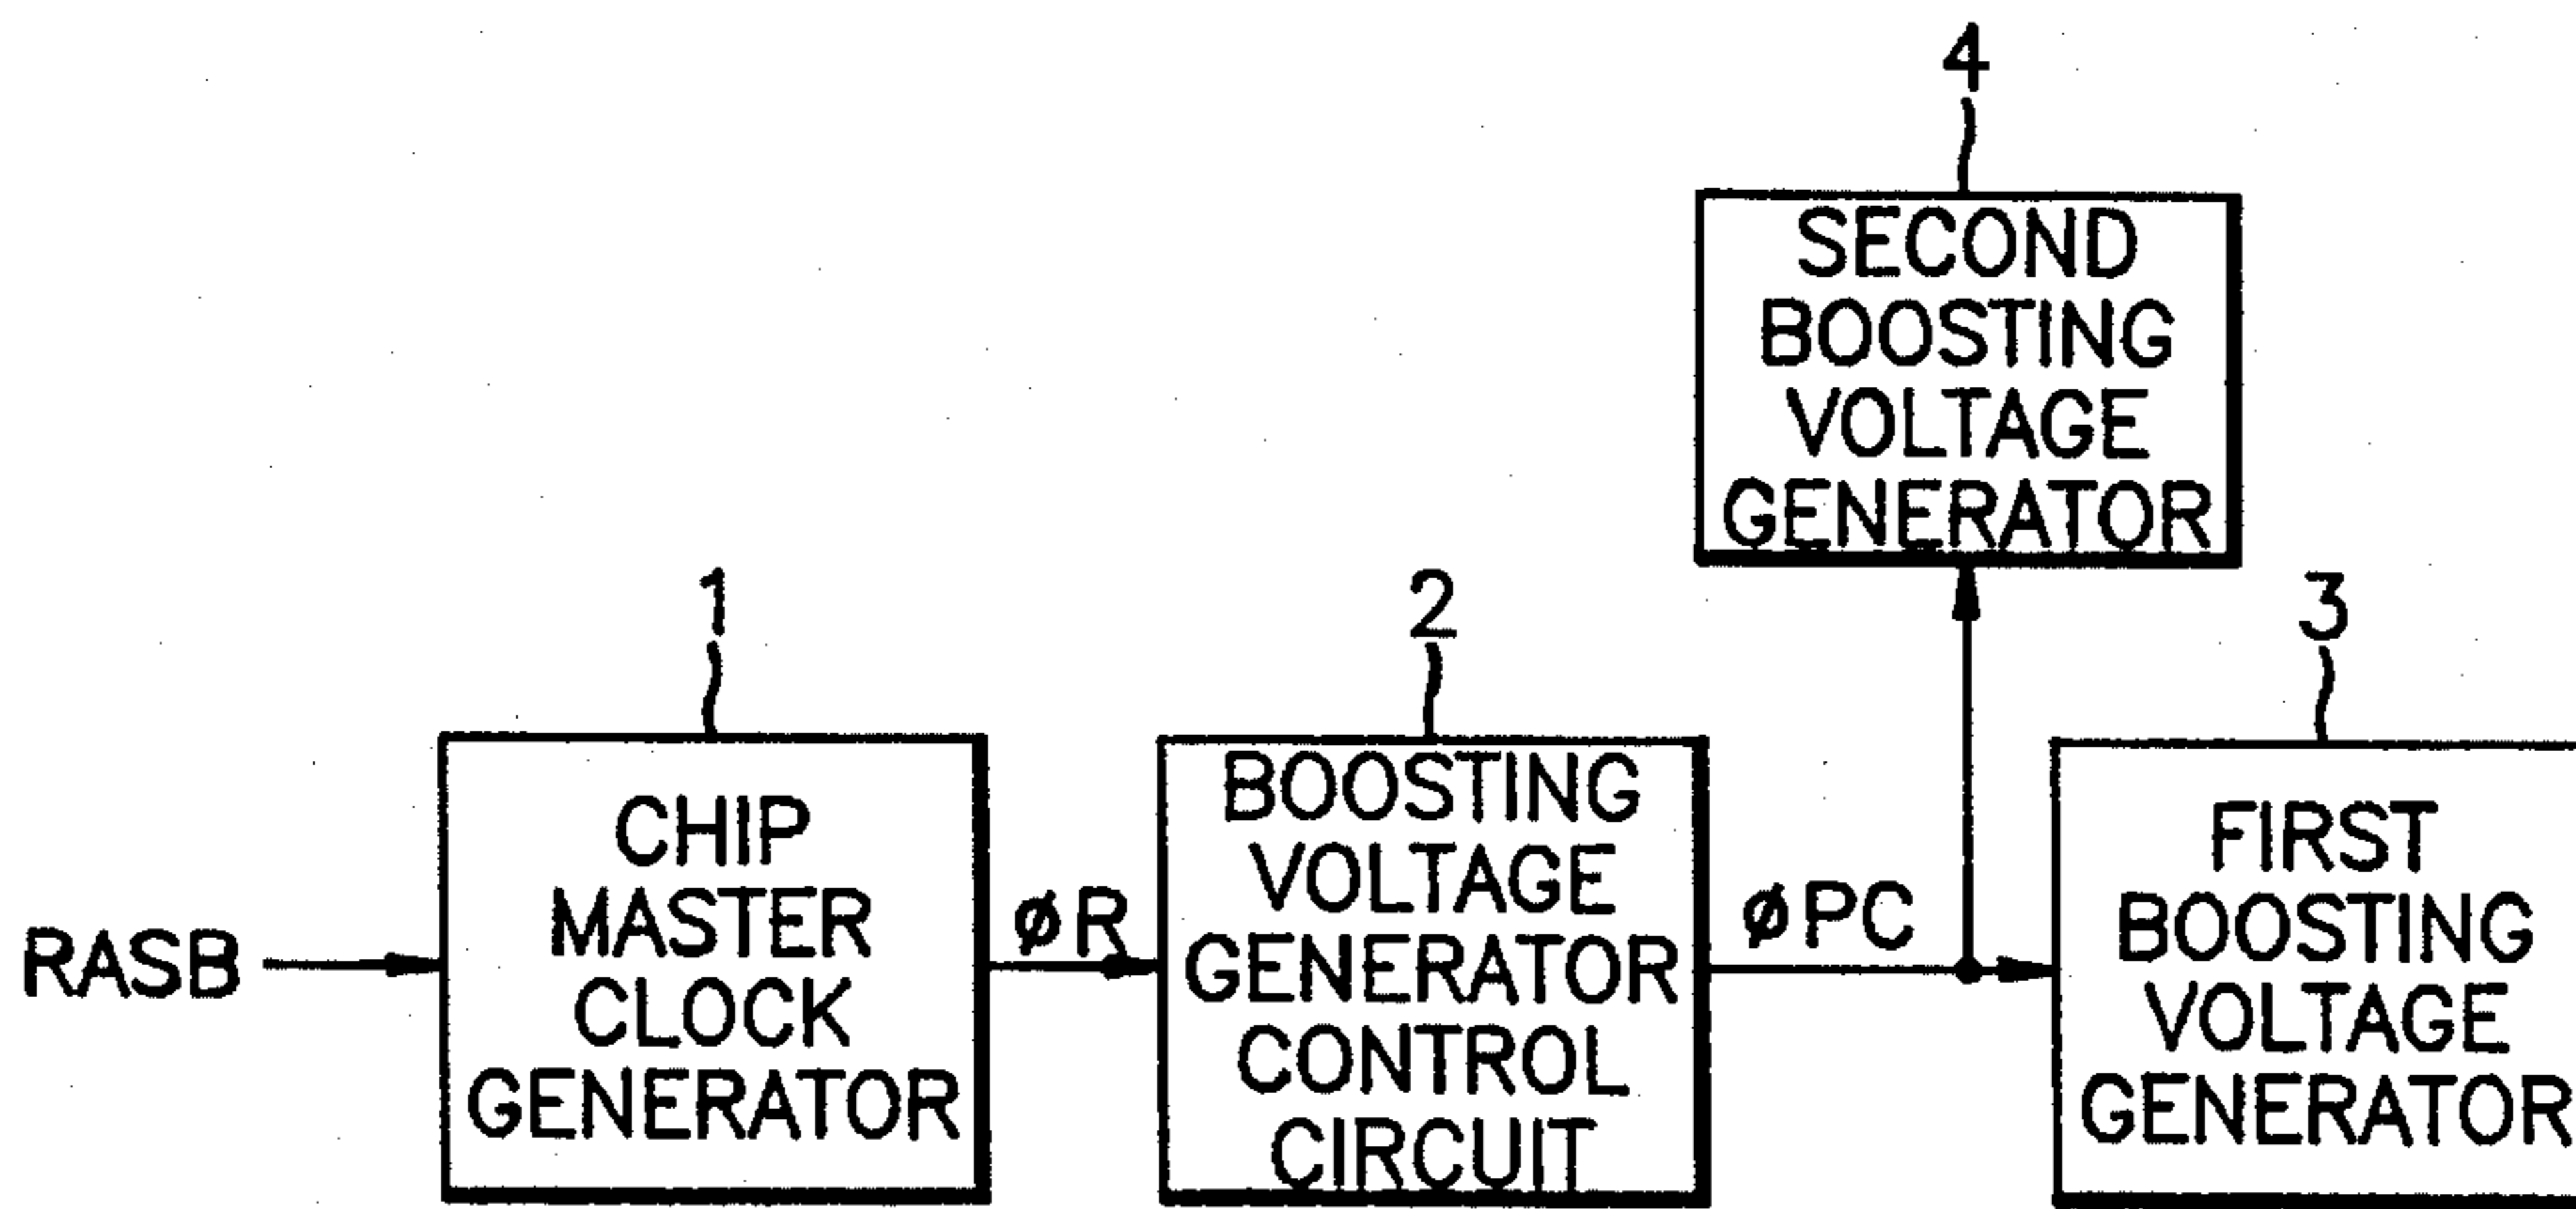 4
SECOND
BOOSTING
VOLTAGE
GENERATOR
1
2
3
RASB
CHIP
MASTER
CLOCK
GENERATOR
øR
BOOSTING
VOLTAGE
GENERATOR
CONTROL
CIRCUIT
øPC
FIRST
BOOSTING
VOLTAGE
GENERATOR